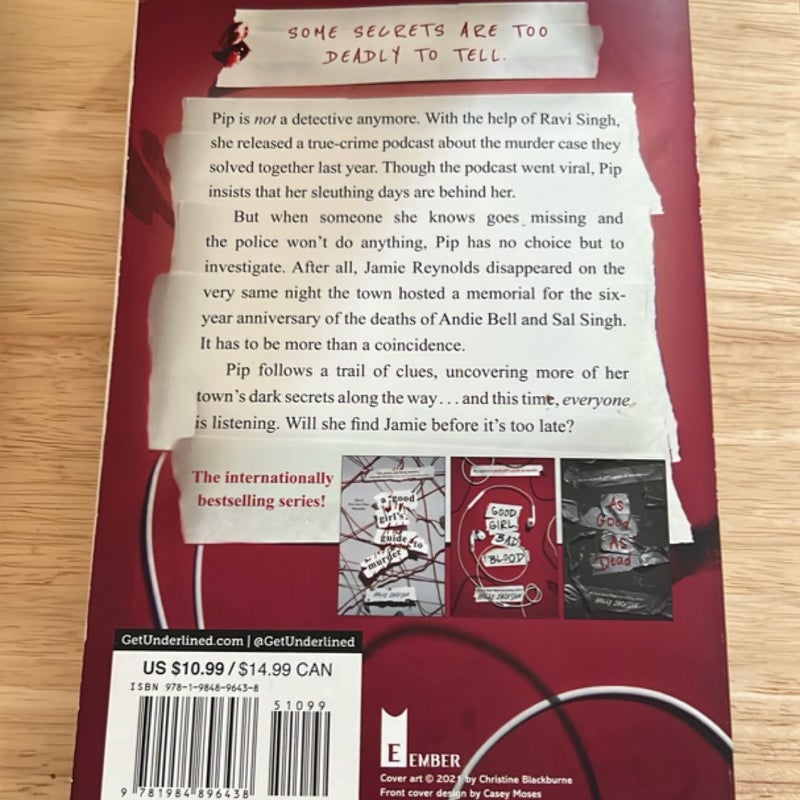 SOME SECRETS ARE TOO
DEADLY TO TELL.
Pip is not a detective anymore. With the help of Ravi Singh,
she released a true-crime podcast about the murder case they
solved together last year. Though the podcast went viral, Pip
insists that her sleuthing days are behind her.
But when someone she knows goes missing and
the police won't do anything, Pip has no choice but to
investigate. After all, Jamie Reynolds disappeared on the
very same night the town hosted a memorial for the six-
year anniversary of the deaths of Andie Bell and Sal Singh.
It has to be more than a coincidence.
Pip follows a trail of clues, uncovering more of her
town's dark secrets along the way... and this time, everyone
is listening. Will she find Jamie before it's too late?
The internationally
bestselling series!
a good
girl's
guide to
murder
HOLLY JACKSON
GOOD
GIRL,
BAD
BLOOD
HOLLY JACKSON
As
Good
As
Dead
HOLLY JACKSON
GetUnderlined.com | @GetUnderlined
US $10.99 / $14.99 CAN
ISBN 978-1-9848-9643-8
51099
9 781984 896438
E EMBER
Cover art © 2021 by Christine Blackburne
Front cover design by Casey Moses